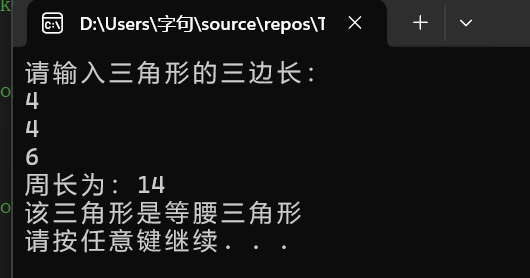 D:\Users\字句\source\repos\T
请输入三角形的三边长：
4
4
6
周长为：14
该三角形是等腰三角形
请按任意键继续. . .